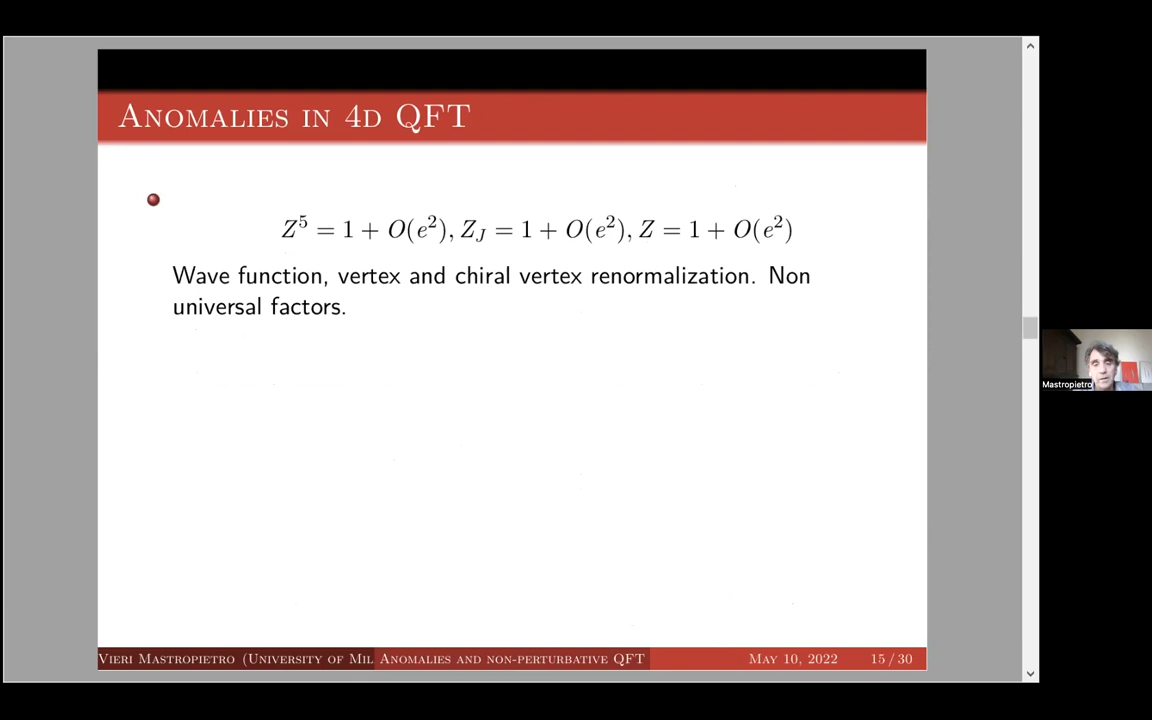 Anomalies in 4d QFT
Z⁵ = 1 + O(e²), Z_J = 1 + O(e²), Z = 1 + O(e²)
Wave function, vertex and chiral vertex renormalization. Non
universal factors.
Mastropietro
Vieri Mastropietro (University of Mil Anomalies and non-perturbative QFT May 10, 2022 15 / 30